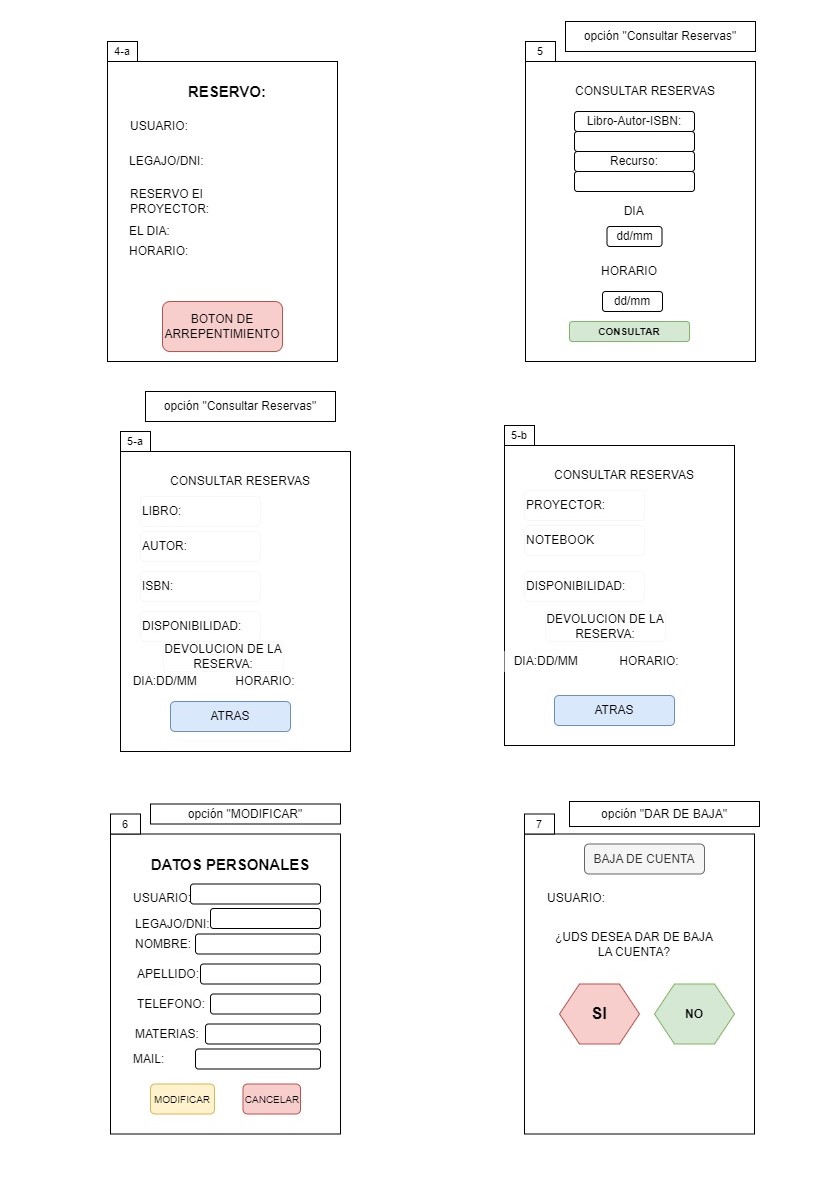 4-a
RESERVO:
USUARIO:
LEGAJO/DNI:
RESERVO El
PROYECTOR:
EL DIA:
HORARIO:
BOTON DE
ARREPENTIMIENTO
opción "Consultar Reservas"
5
CONSULTAR RESERVAS
Libro-Autor-ISBN:
Recurso:
DIA
dd/mm
HORARIO
dd/mm
CONSULTAR
opción "Consultar Reservas"
5-a
CONSULTAR RESERVAS
LIBRO:
AUTOR:
ISBN:
DISPONIBILIDAD:
DEVOLUCION DE LA
RESERVA:
DIA:DD/MM HORARIO:
ATRAS
5-b
CONSULTAR RESERVAS
PROYECTOR:
NOTEBOOK
DISPONIBILIDAD:
DEVOLUCION DE LA
RESERVA:
DIA:DD/MM HORARIO:
ATRAS
6
opción "MODIFICAR"
DATOS PERSONALES
USUARIO:
LEGAJO/DNI:
NOMBRE:
APELLIDO:
TELEFONO:
MATERIAS:
MAIL:
MODIFICAR CANCELAR
7
opción "DAR DE BAJA"
BAJA DE CUENTA
USUARIO:
¿UDS DESEA DAR DE BAJA
LA CUENTA?
SI NO